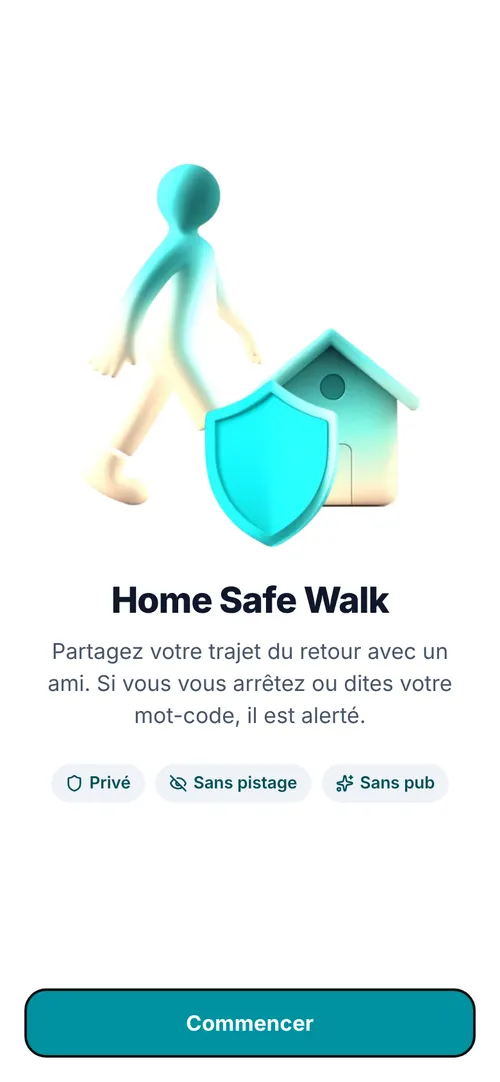 Home Safe Walk
Partagez votre trajet du retour avec un
ami. Si vous vous arrêtez ou dites votre
mot-code, il est alerté.
Privé
Sans pistage
Sans pub
Commencer